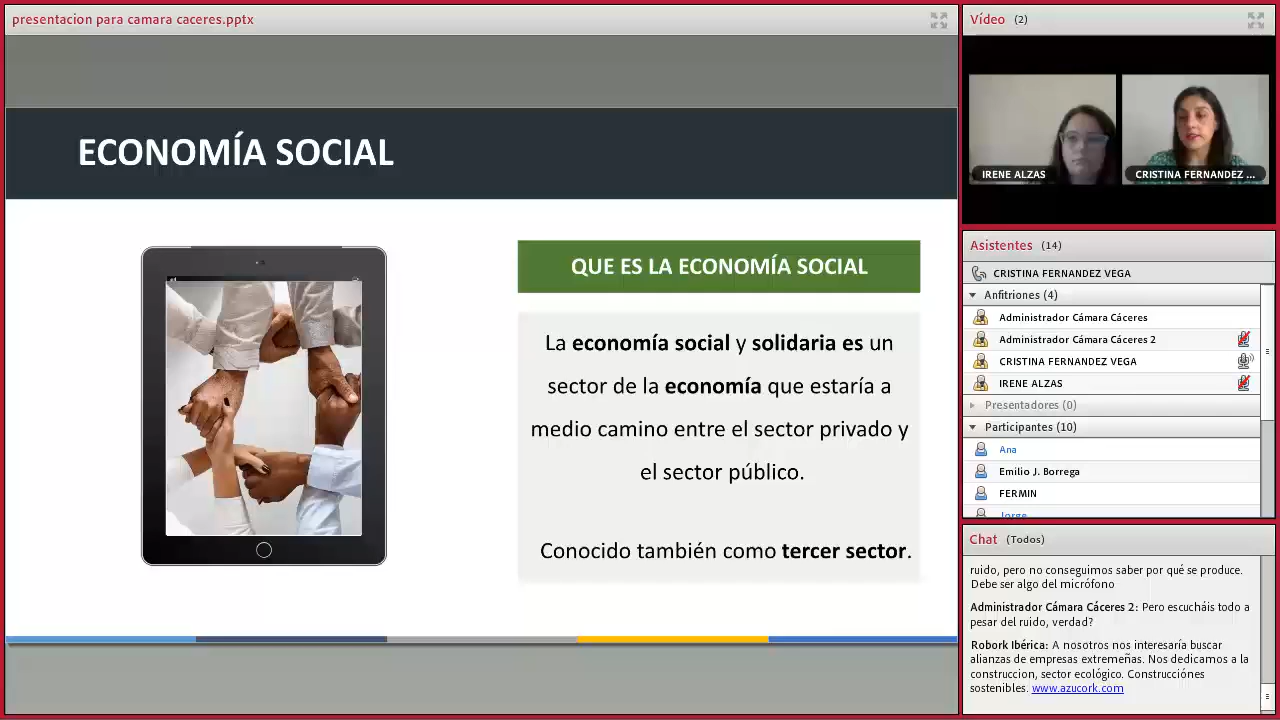 presentacion para camara caceres.pptx
ECONOMÍA SOCIAL
QUE ES LA ECONOMÍA SOCIAL
La economía social y solidaria es un
sector de la economía que estaría a
medio camino entre el sector privado y
el sector público.
Conocido también como tercer sector.
Vídeo (2)
IRENE ALZAS
CRISTINA FERNANDEZ ...
Asistentes (14)
CRISTINA FERNANDEZ VEGA
Anfitriones (4)
Administrador Cámara Cáceres
Administrador Cámara Cáceres 2
CRISTINA FERNANDEZ VEGA
IRENE ALZAS
Presentadores (0)
Participantes (10)
Ana
Emilio J. Borrega
FERMIN
Jorge
Chat (Todos)
ruido, pero no conseguimos saber por qué se produce.
Debe ser algo del micrófono
Administrador Cámara Cáceres 2: Pero escucháis todo a
pesar del ruido, verdad?
Robork Ibérica: A nosotros nos interesaría buscar
alianzas de empresas extremeñas. Nos dedicamos a la
construccion, sector ecológico. Construcciónes
sostenibles. www.azucork.com